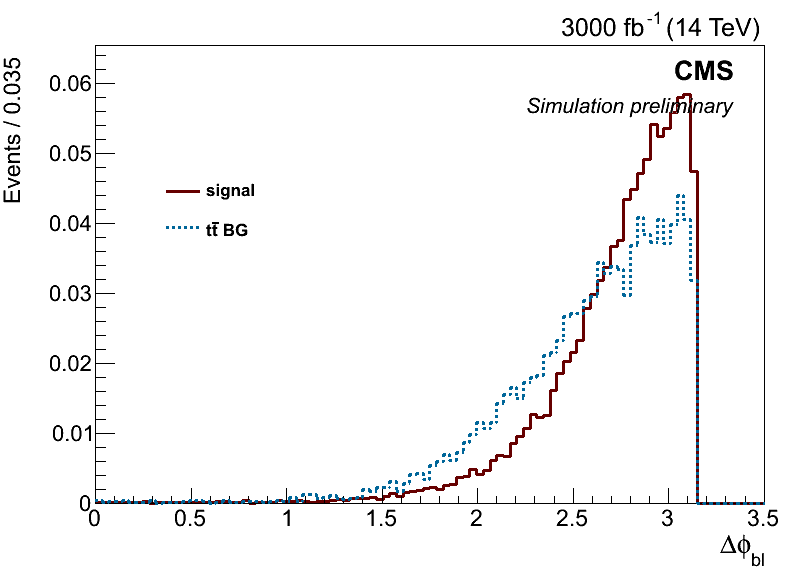 3000 fb⁻¹ (14 TeV)
CMS
Simulation preliminary
Events / 0.035
0.06
0.05
0.04
0.03
0.02
0.01
0
signal
tt̄ BG
0 0.5 1 1.5 2 2.5 3 3.5
Δϕbl